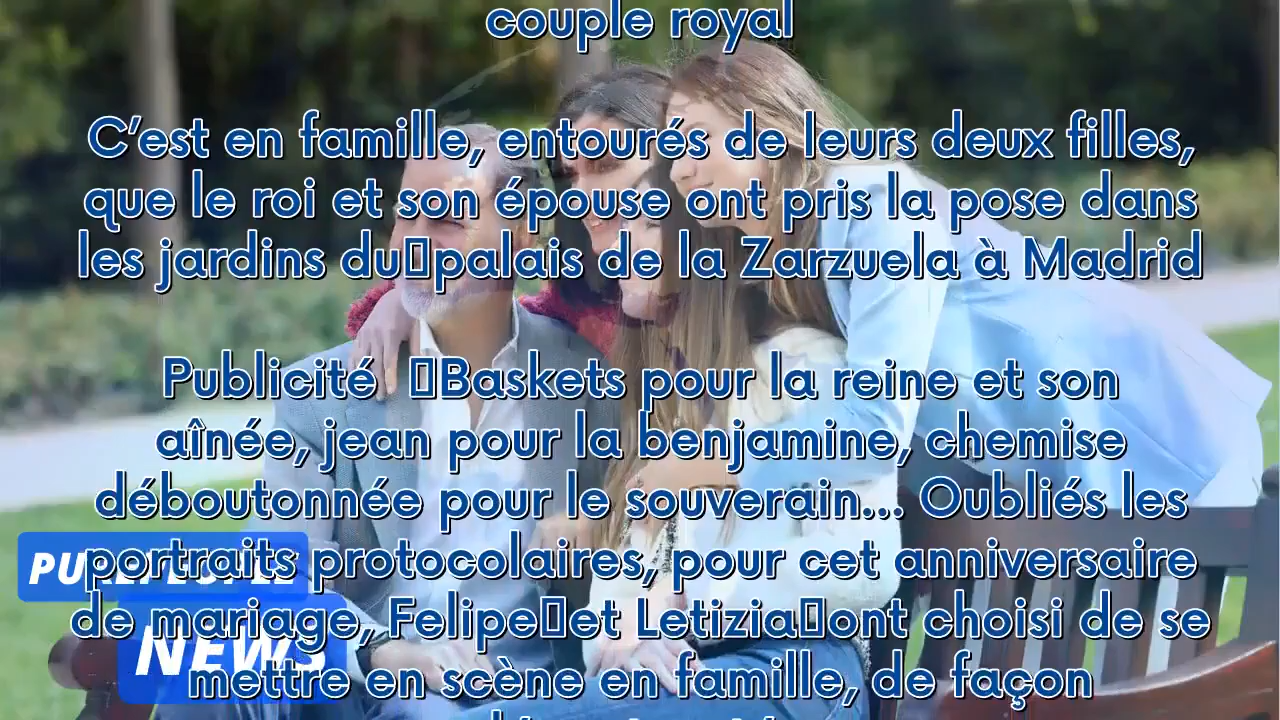 couple royal
C’est en famille, entourés de leurs deux filles,
que le roi et son épouse ont pris la pose dans
les jardins du palais de la Zarzuela à Madrid
Publicité Baskets pour la reine et son
aînée, jean pour la benjamine, chemise
déboutonnée pour le souverain... Oubliés les
portraits protocolaires, pour cet anniversaire
de mariage, Felipe et Letizia ont choisi de se
NEWS
mettre en scène en famille, de façon